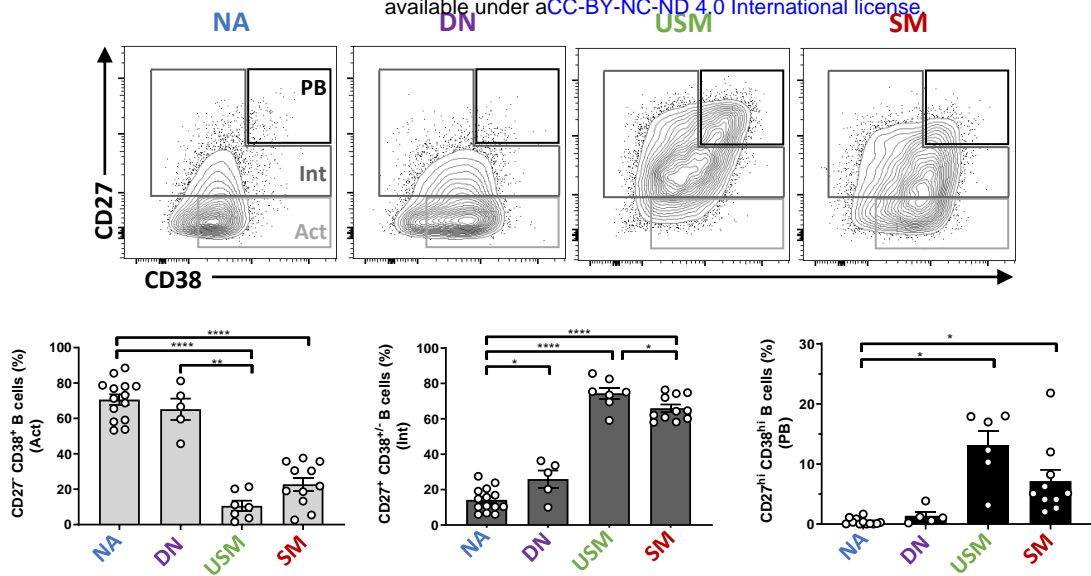 available under aCC-BY-NC-ND 4.0 International license.
NA DN USM SM
PB
Int
Act
CD27
CD38
CD27⁻ CD38⁺ B cells (%)
(Act)
100
80
60
40
20
0
****
****
**
NA DN USM SM
CD27⁺ CD38⁺/⁻ B cells (%)
(Int)
100
80
60
40
20
0
****
****
*
*
NA DN USM SM
CD27ʰⁱ CD38ʰⁱ B cells (%)
(PB)
30
20
10
0
*
*
NA DN USM SM